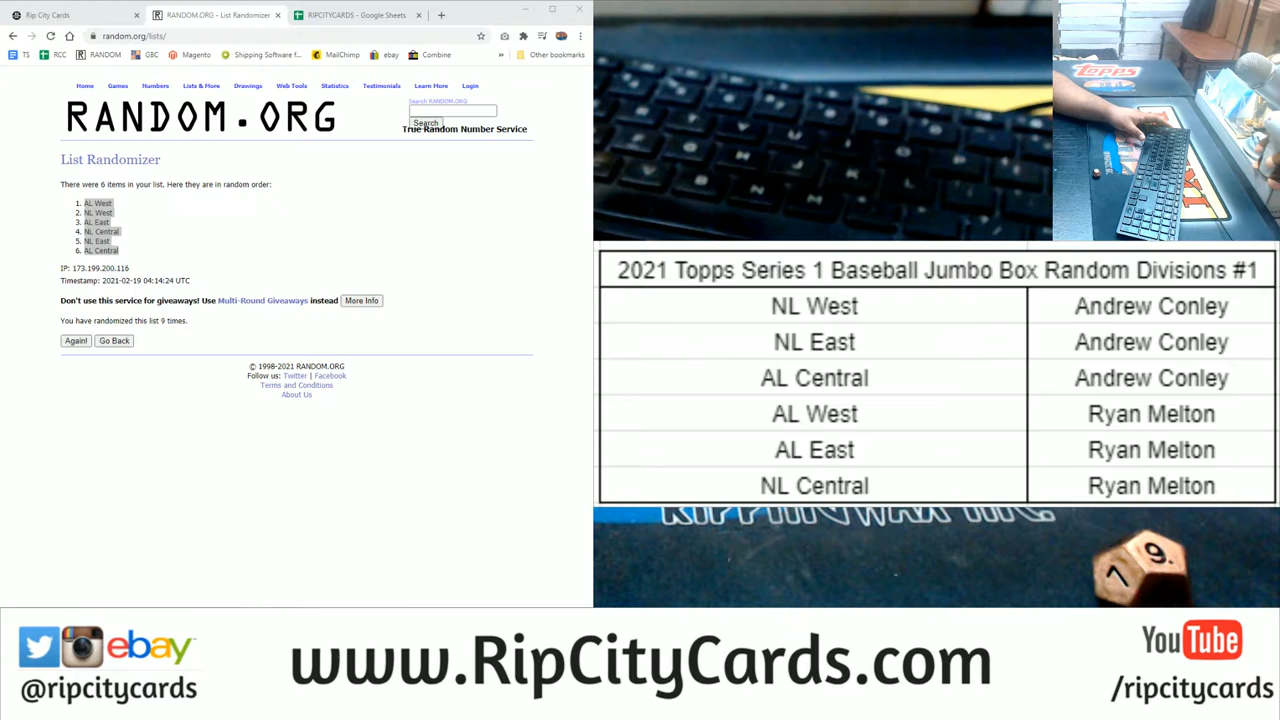 Rip City Cards
RANDOM.ORG - List Randomizer
RIPCITYCARDS - Google Sheets
random.org/lists/
TS
RCC
RANDOM
GBC
Magento
Shipping Software f...
MailChimp
ebay
Combine
»
Other bookmarks
Home
Games
Numbers
Lists & More
Drawings
Web Tools
Statistics
Testimonials
Learn More
Login
RANDOM.ORG
Search RANDOM.ORG
Search
True Random Number Service
List Randomizer
There were 6 items in your list. Here they are in random order:
1. AL West
2. NL West
3. AL East
4. NL Central
5. NL East
6. AL Central
IP: 173.199.200.116
Timestamp: 2021-02-19 04:14:24 UTC
Don't use this service for giveaways! Use Multi-Round Giveaways instead More Info
You have randomized this list 9 times.
Again! Go Back
© 1998-2021 RANDOM.ORG
Follow us: Twitter | Facebook
Terms and Conditions
About Us
Topps
2021 Topps Series 1 Baseball Jumbo Box Random Divisions #1
NL West Andrew Conley
NL East Andrew Conley
AL Central Andrew Conley
AL West Ryan Melton
AL East Ryan Melton
NL Central Ryan Melton
9.
7
ebay
@ripcitycards
www.RipCityCards.com
YouTube
/ripcitycards